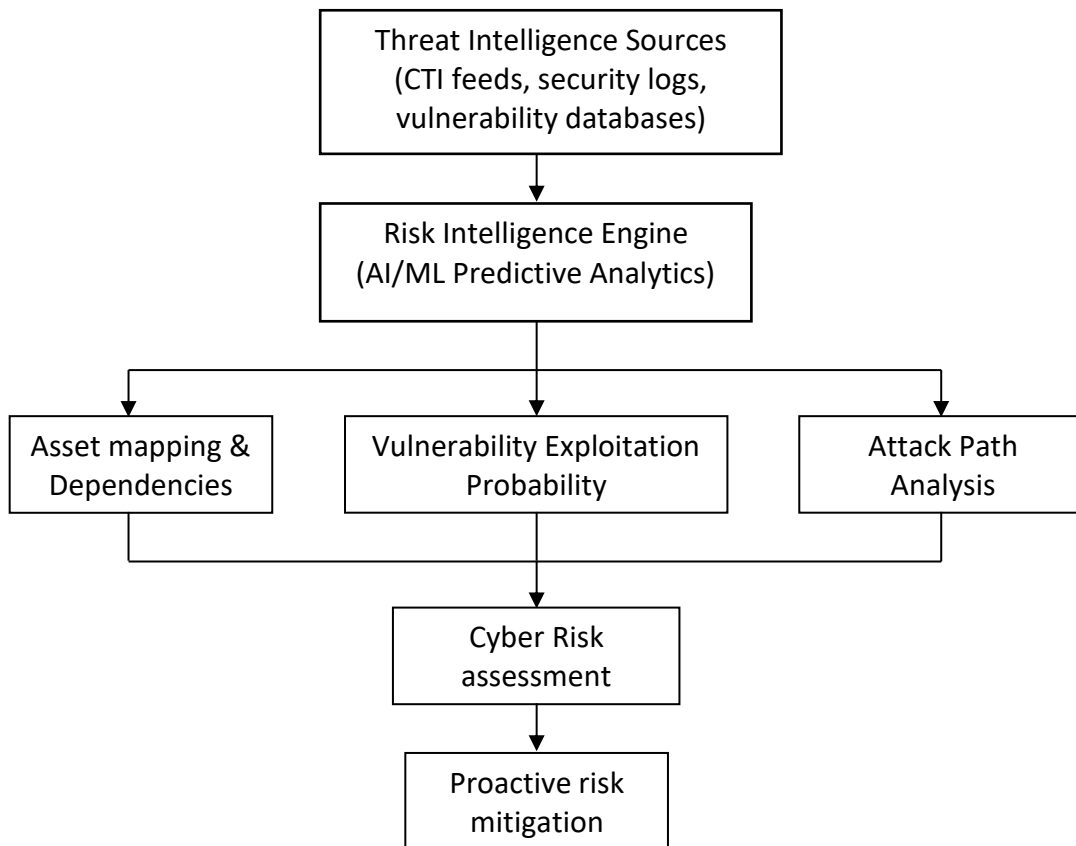 Threat Intelligence Sources
(CTI feeds, security logs,
vulnerability databases)
Risk Intelligence Engine
(AI/ML Predictive Analytics)
Asset mapping &
Dependencies
Vulnerability Exploitation
Probability
Attack Path
Analysis
Cyber Risk
assessment
Proactive risk
mitigation